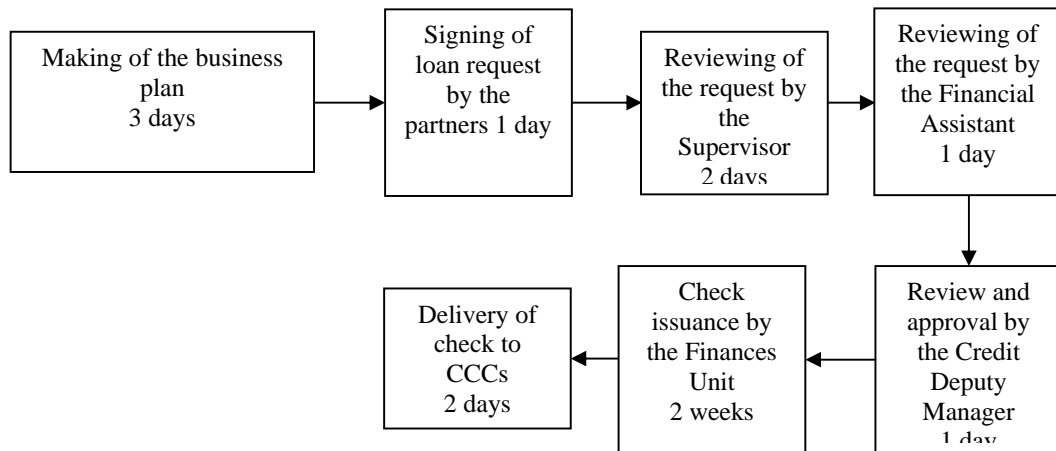 Making of the business
plan
3 days
Signing of
loan request
by the
partners 1 day
Reviewing of
the request by
the
Supervisor
2 days
Reviewing of
the request by
the Financial
Assistant
1 day
Review and
approval by
the Credit
Deputy
Manager
1 day
Check
issuance by
the Finances
Unit
2 weeks
Delivery of
check to
CCCs
2 days